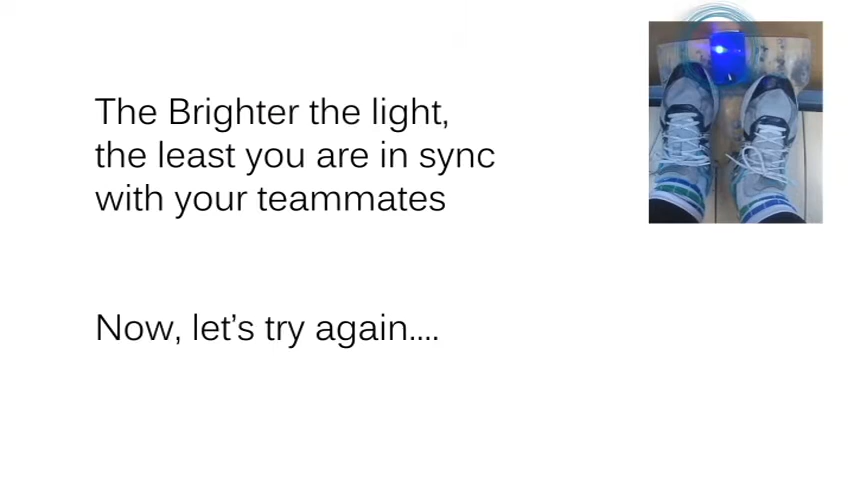 The Brighter the light,
the least you are in sync
with your teammates
Now, let’s try again....